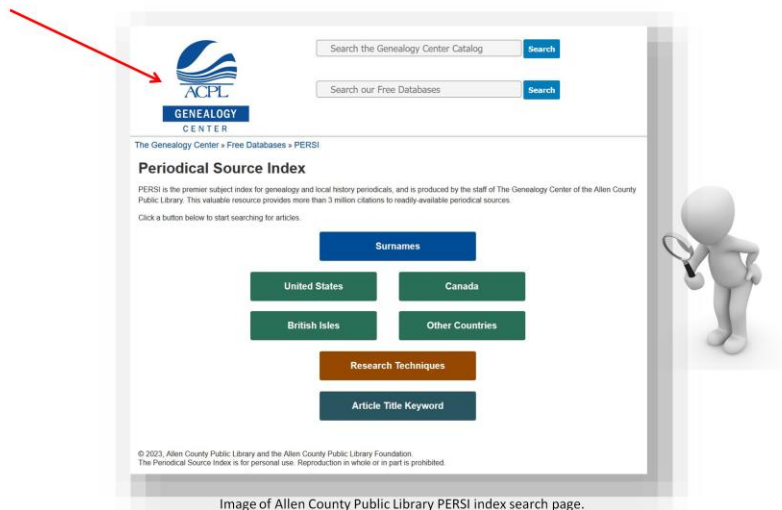 Search the Genealogy Center Catalog Search
Search our Free Databases Search
ACPL
GENEALOGY
CENTER
The Genealogy Center » Free Databases » PERSI
Periodical Source Index
PERSI is the premier subject index for genealogy and local history periodicals, and is produced by the staff of The Genealogy Center of the Allen County
Public Library. This valuable resource provides more than 3 million citations to readily-available periodical sources.
Click a button below to start searching for articles.
Surnames
United States Canada
British Isles Other Countries
Research Techniques
Article Title Keyword
© 2023, Allen County Public Library and the Allen County Public Library Foundation.
The Periodical Source Index is for personal use. Reproduction in whole or in part is prohibited.
Image of Allen County Public Library PERSI index search page.